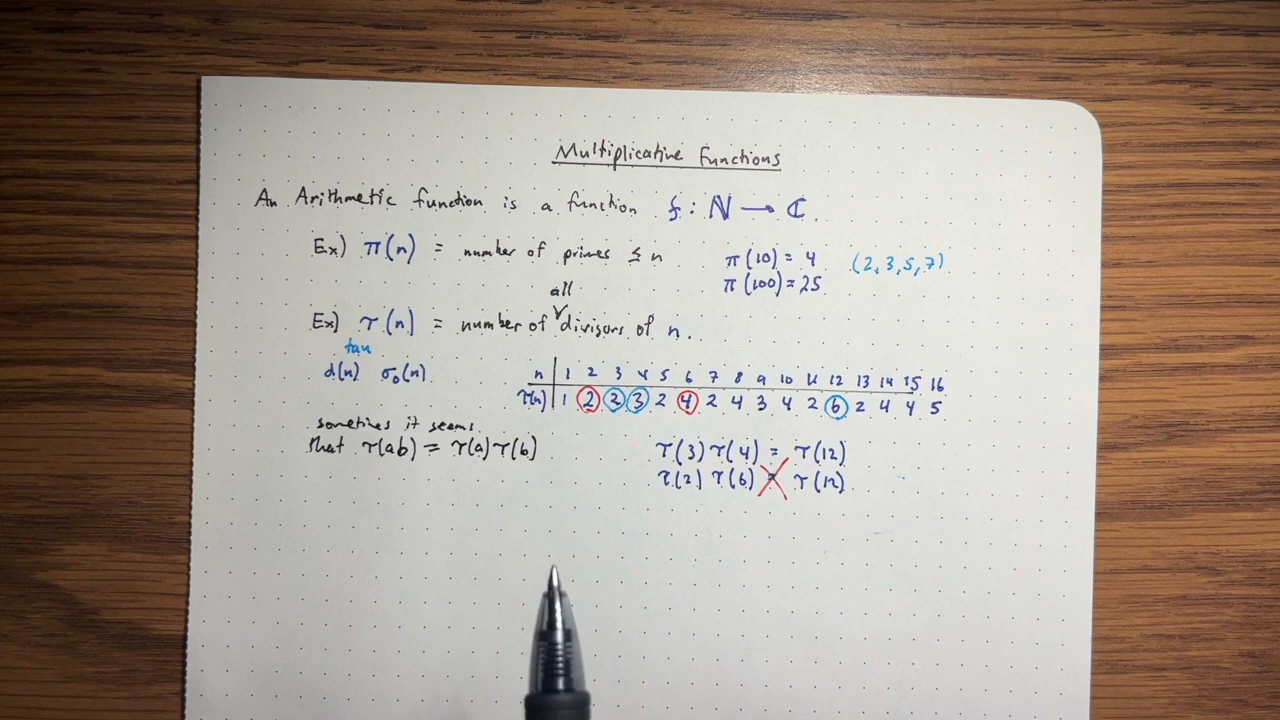 Multiplicative Functions
An Arithmetic function is a function f : ℕ → ℂ.
Ex) π(n) = number of primes ≤ n π(10) = 4 (2, 3, 5, 7)
π(100) = 25
all
Ex) τ(n) = number of divisors of n.
tau
d(n) σ₀(n)
n 1 2 3 4 5 6 7 8 9 10 11 12 13 14 15 16
τ(n) 1 2 2 3 2 4 2 4 3 4 2 6 2 4 4 5
sometimes it seems
that τ(ab) = τ(a)τ(b)
τ(3) τ(4) = τ(12)
τ(2) τ(6) = τ(12)